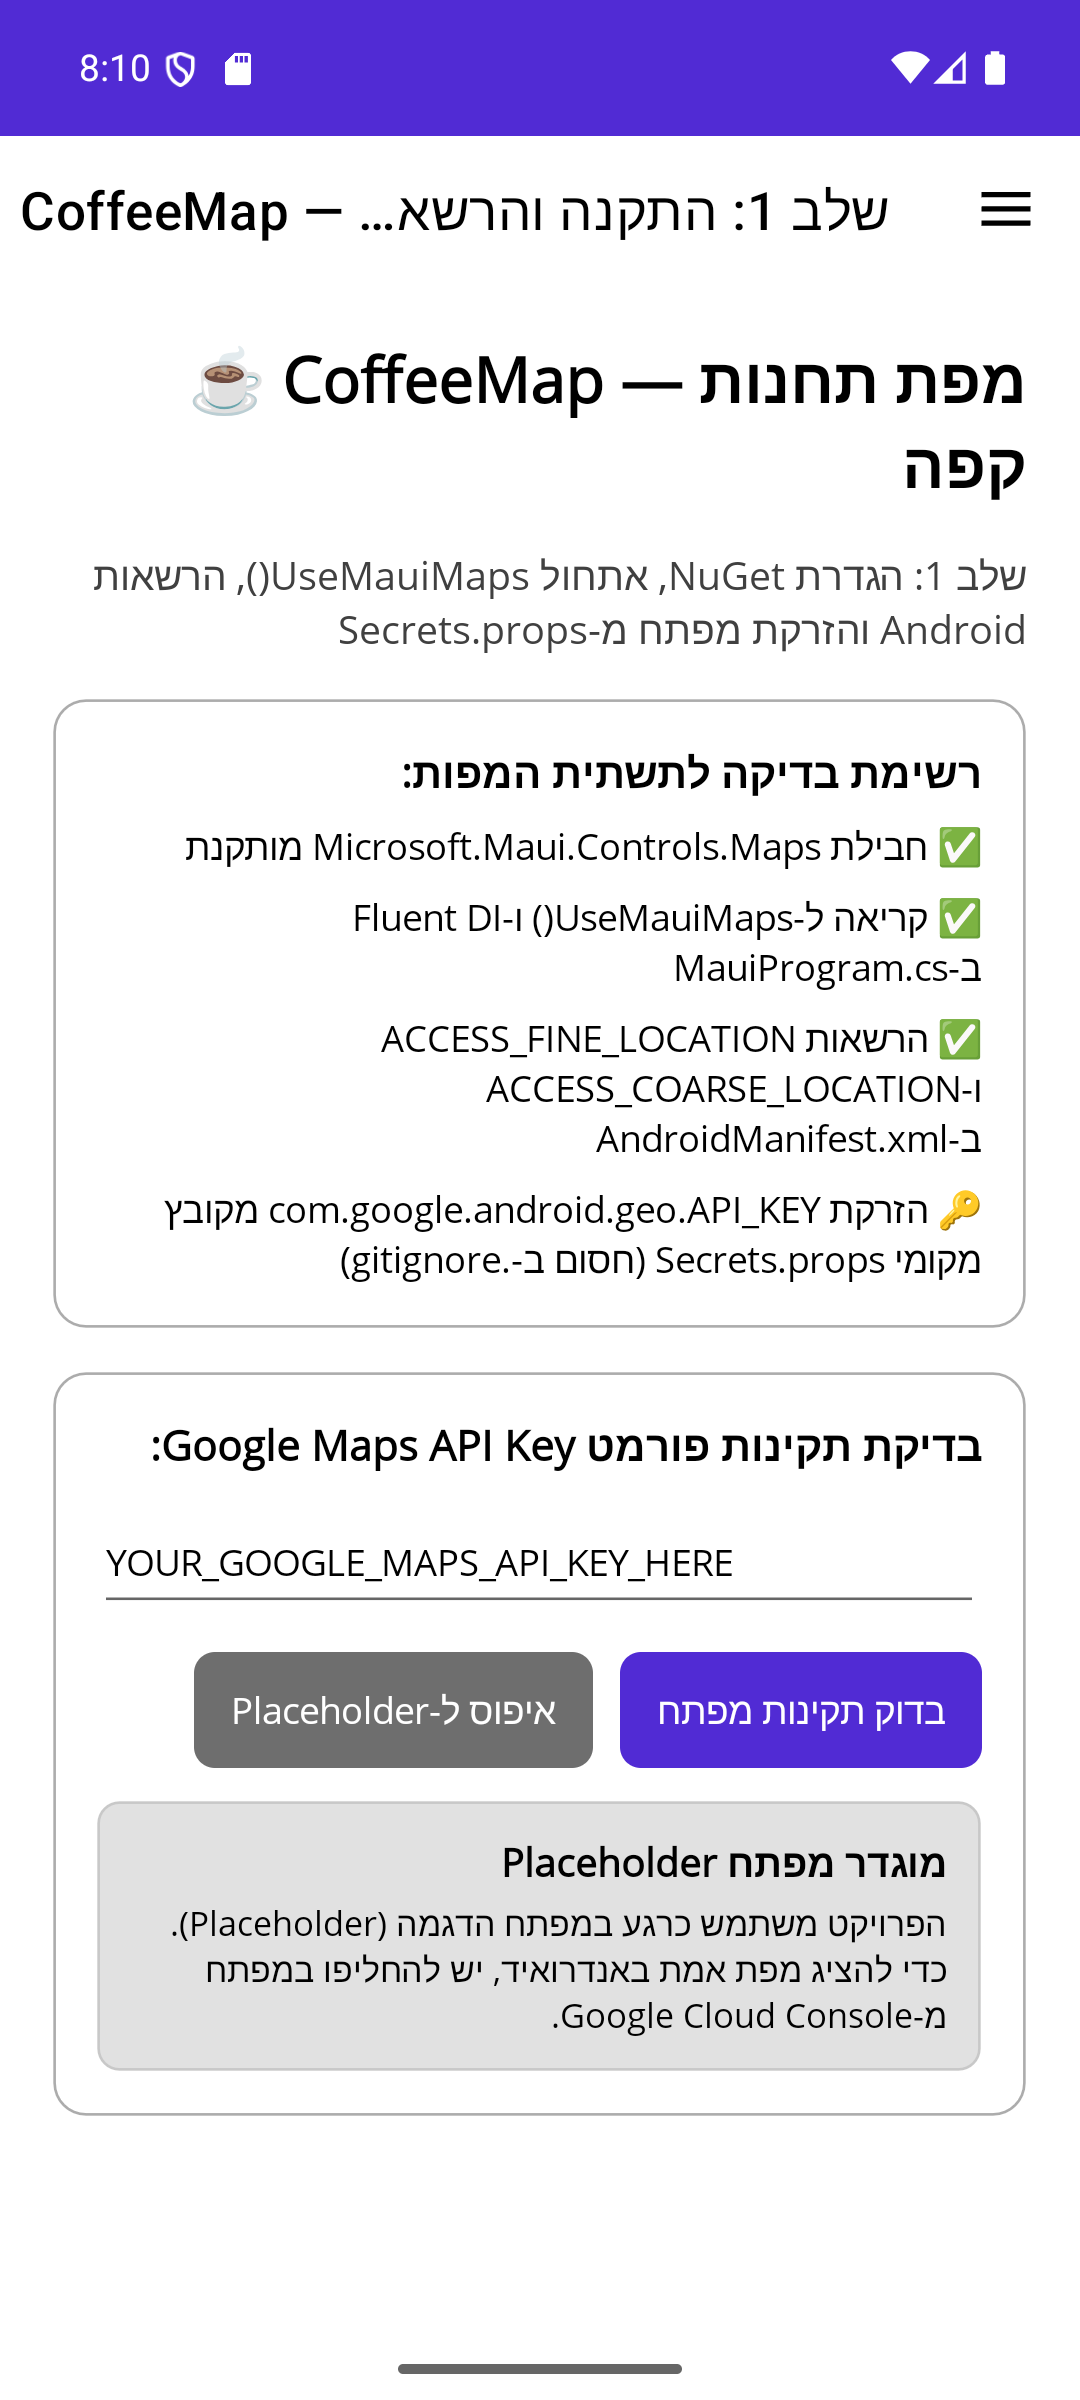 8:10
שלב 1: התקנה והרשא... — CoffeeMap
☕ CoffeeMap — מפת תחנות
קפה
שלב 1: הגדרת NuGet, אתחול UseMauiMaps(), הרשאות
Android והזרקת מפתח מ-Secrets.props
רשימת בדיקה לתשתית המפות:
✅ חבילת Microsoft.Maui.Controls.Maps מותקנת
✅ קריאה ל-UseMauiMaps() ו-Fluent DI
ב-MauiProgram.cs
✅ הרשאות ACCESS_FINE_LOCATION
ו-ACCESS_COARSE_LOCATION
ב-AndroidManifest.xml
🔑 הזרקת com.google.android.geo.API_KEY מקובץ
מקומי Secrets.props (חסום ב-.gitignore)
בדיקת תקינות פורמט Google Maps API Key:
YOUR_GOOGLE_MAPS_API_KEY_HERE
בדוק תקינות מפתח
איפוס ל-Placeholder
מוגדר מפתח Placeholder
הפרויקט משתמש כרגע במפתח הדגמה (Placeholder).
כדי להציג מפת אמת באנדרואיד, יש להחליפו במפתח
מ-Google Cloud Console.